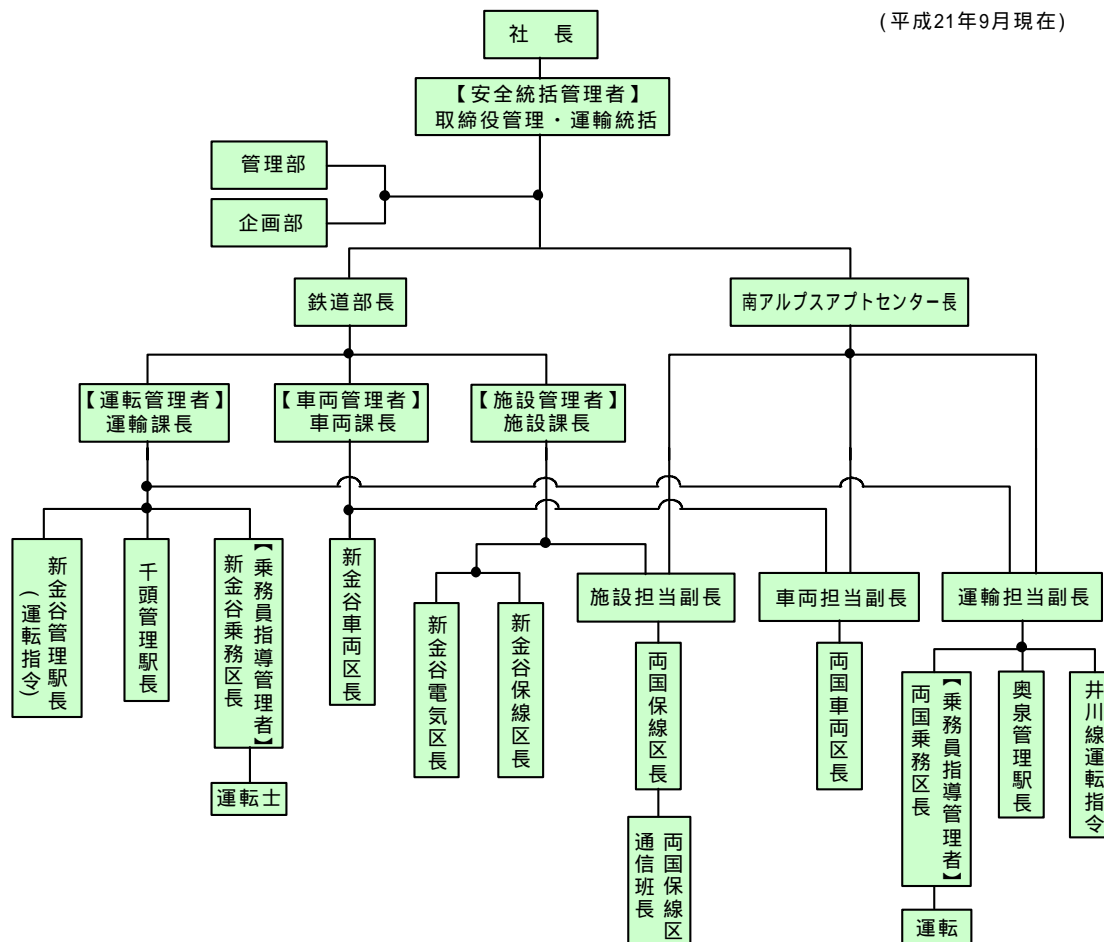 (平成21年9月現在)
社　長
【安全統括管理者】
取締役管理・運輸統括
管理部
企画部
鉄道部長
南アルプスアプトセンター長
【運転管理者】
運輸課長
【車両管理者】
車両課長
【施設管理者】
施設課長
新金谷管理駅長
(運転指令)
千頭管理駅長
【乗務員指導管理者】
新金谷乗務区長
運転士
新金谷車両区長
新金谷電気区長
新金谷保線区長
施設担当副長
車両担当副長
運輸担当副長
両国保線区長
両国保線区
通信班長
両国車両区長
【乗務員指導管理者】
両国乗務区長
運転
奥泉管理駅長
井川線運転指令